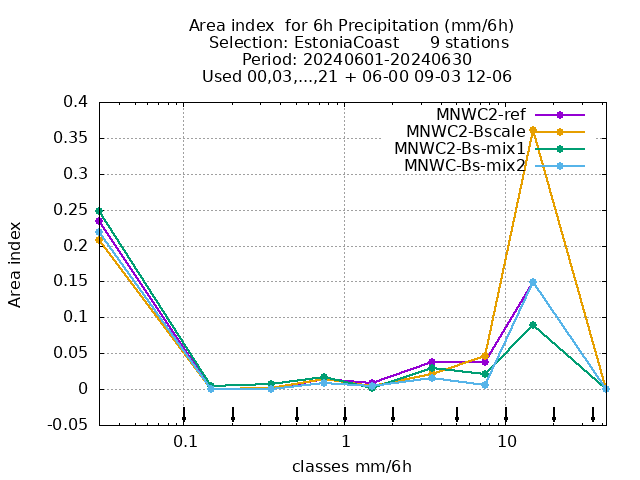 Area index  for 6h Precipitation (mm/6h)
Selection: EstoniaCoast      9 stations
Period: 20240601-20240630
Used 00,03,...,21 + 06-00 09-03 12-06
MNWC2-ref
MNWC2-Bscale
MNWC2-Bs-mix1
MNWC-Bs-mix2
0.4
0.35
0.3
0.25
0.2
0.15
0.1
0.05
0
-0.05
Area index
0.1 1 10
classes mm/6h